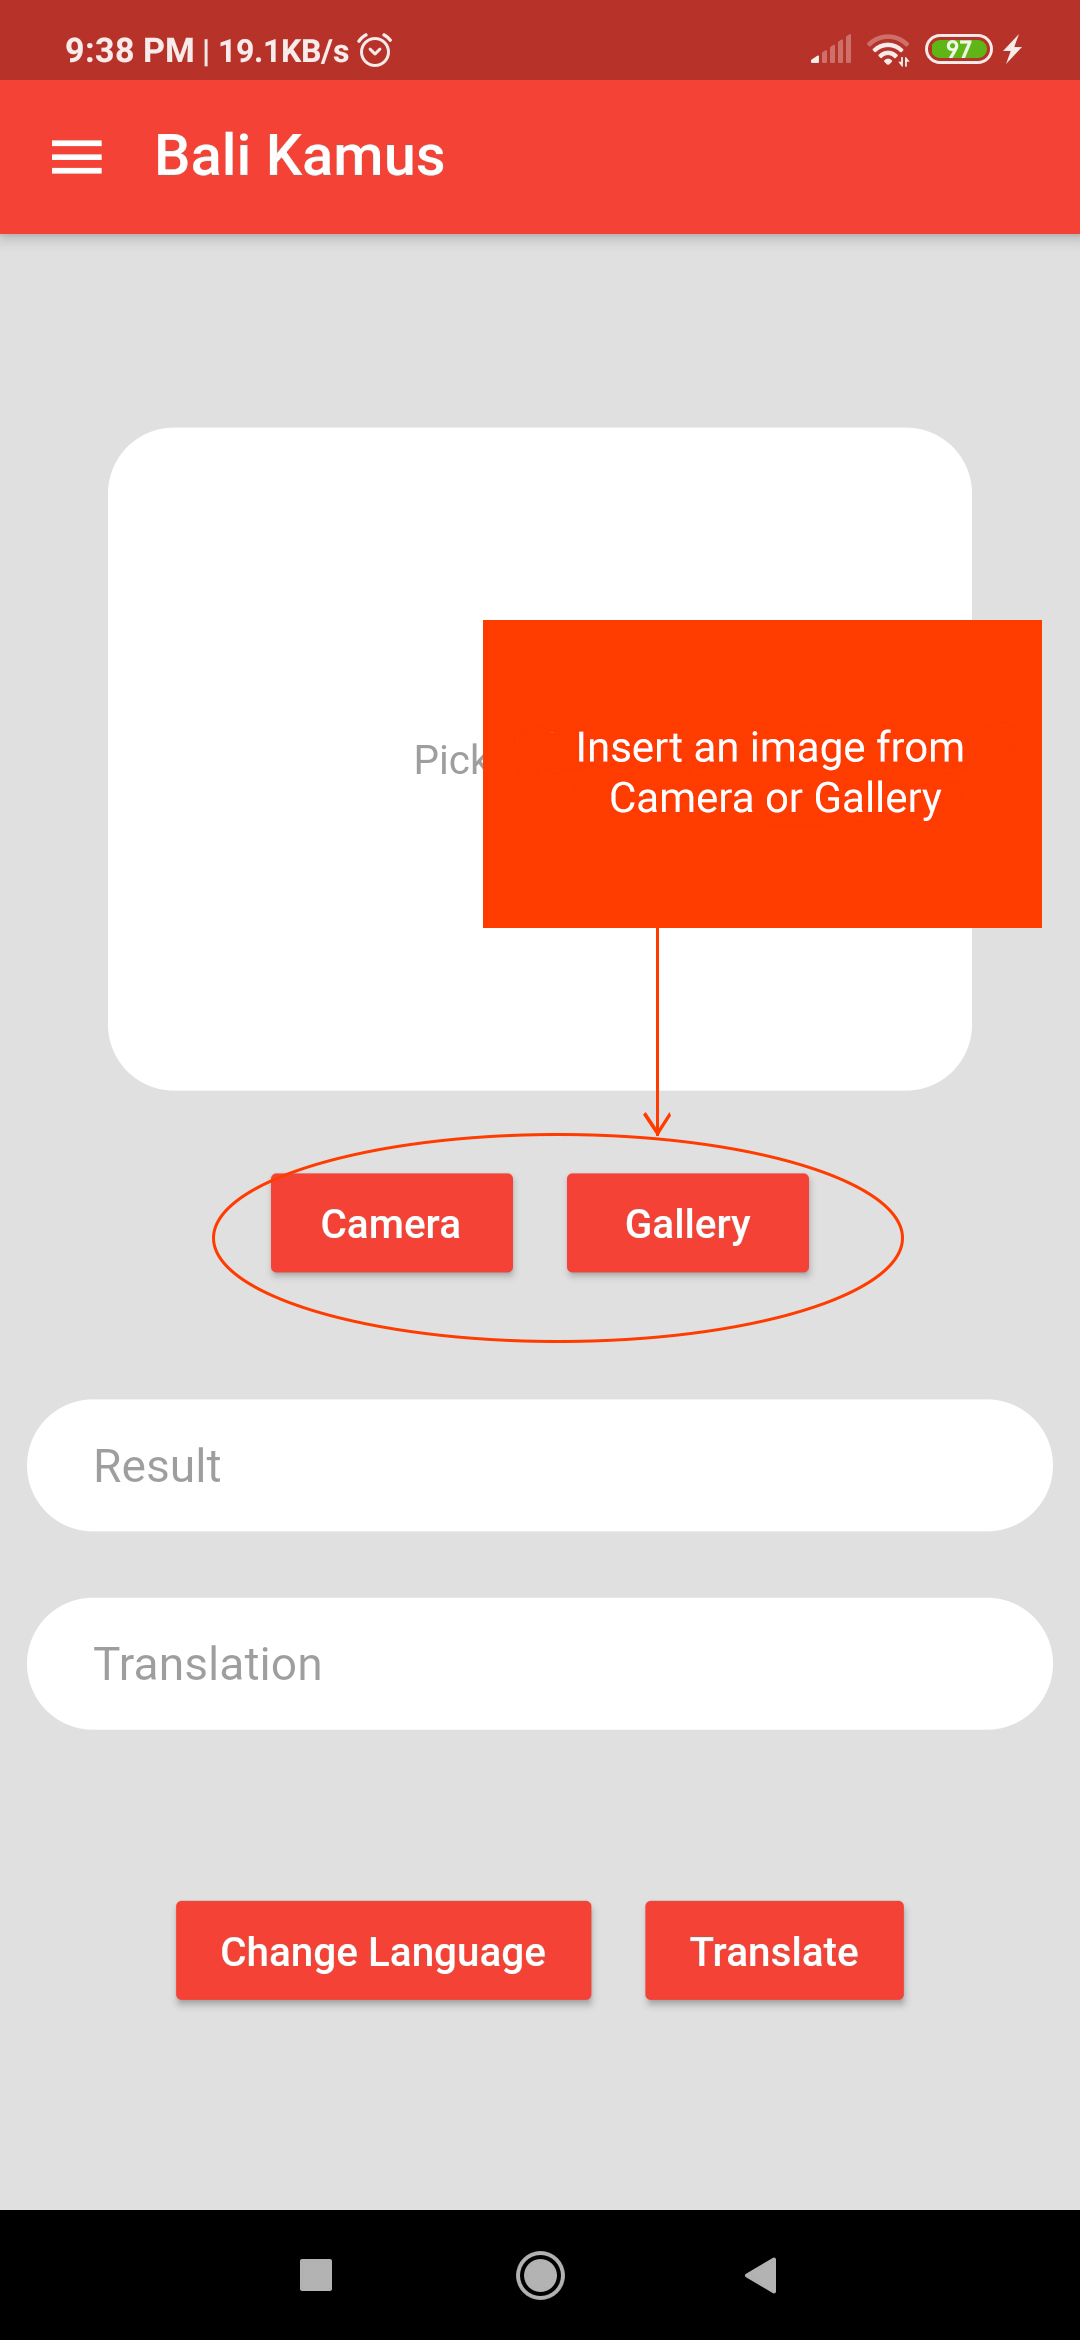 9:38 PM | 19.1KB/s
97
Bali Kamus
Pick
Insert an image from
Camera or Gallery
Camera
Gallery
Result
Translation
Change Language
Translate